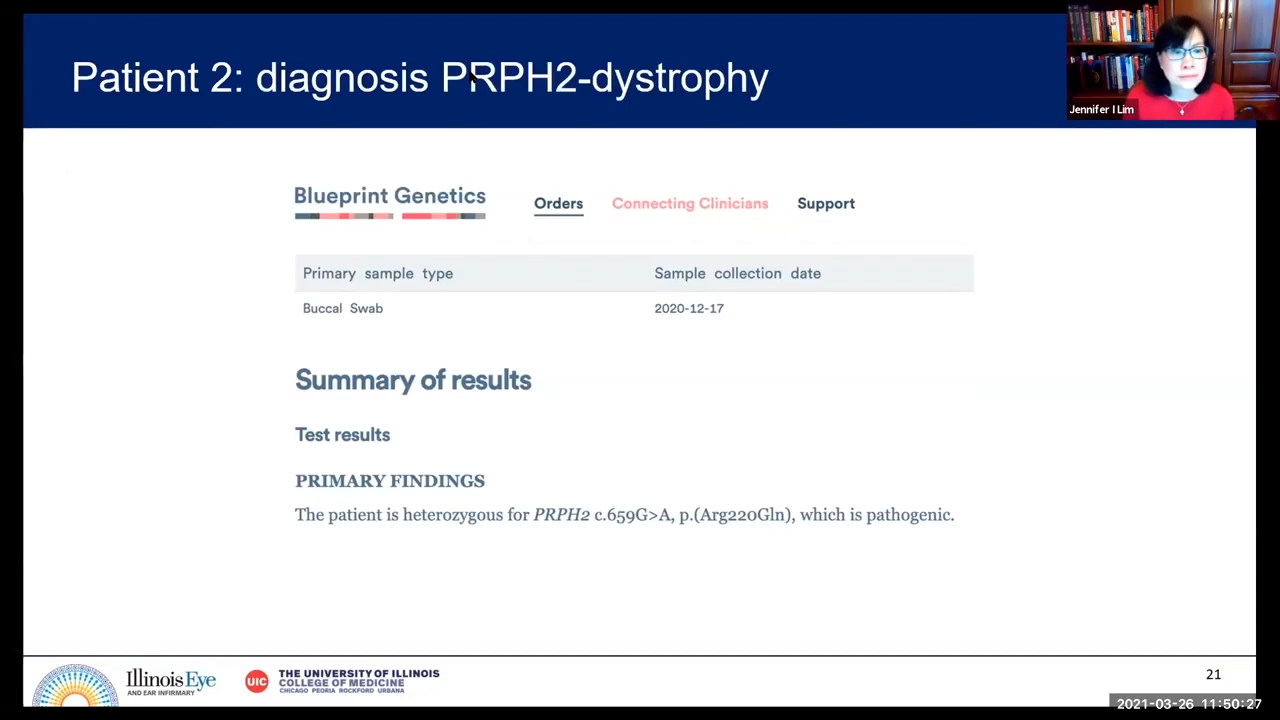 Patient 2: diagnosis PRPH2-dystrophy
Jennifer I Lim
Blueprint Genetics
Orders
Connecting Clinicians
Support
Primary sample type
Sample collection date
Buccal Swab
2020-12-17
Summary of results
Test results
PRIMARY FINDINGS
The patient is heterozygous for PRPH2 c.659G>A, p.(Arg220Gln), which is pathogenic.
Illinois Eye
AND EAR INFIRMARY
UIC
THE UNIVERSITY OF ILLINOIS
COLLEGE OF MEDICINE
CHICAGO PEORIA ROCKFORD URBANA
21
2021-03-26 11:50:27